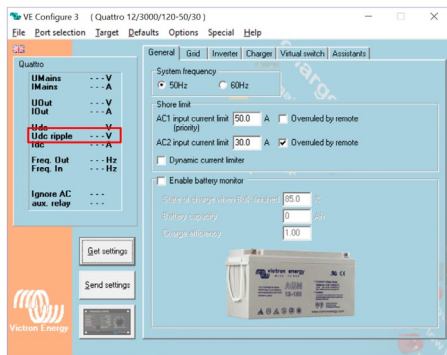 VE Configure 3 ( Quattro 12/3000/120-50/30 )
File Port selection Target Defaults Options Special Help
General Grid Inverter Charger Virtual switch Assistants
Quattro
UMains - - - V
IMains - - - A
UOut - - - V
IOut - - - A
Udc - - - V
Udc ripple - - - V
Idc - - - A
Freq. Out - - - Hz
Freq. In - - - Hz
Ignore AC - - -
aux. relay - - -
Get settings
Send settings
victron energy
System frequency
50Hz 60Hz
Shore limit
AC1 input current limit 50.0 A Overruled by remote
(priority)
AC2 input current limit 30.0 A Overruled by remote
Dynamic current limiter
Enable battery monitor
State of charge when Bulk finished 85.0 %
Battery capacity 0 Ah
Charge efficiency 1.00
victron energy
AGM